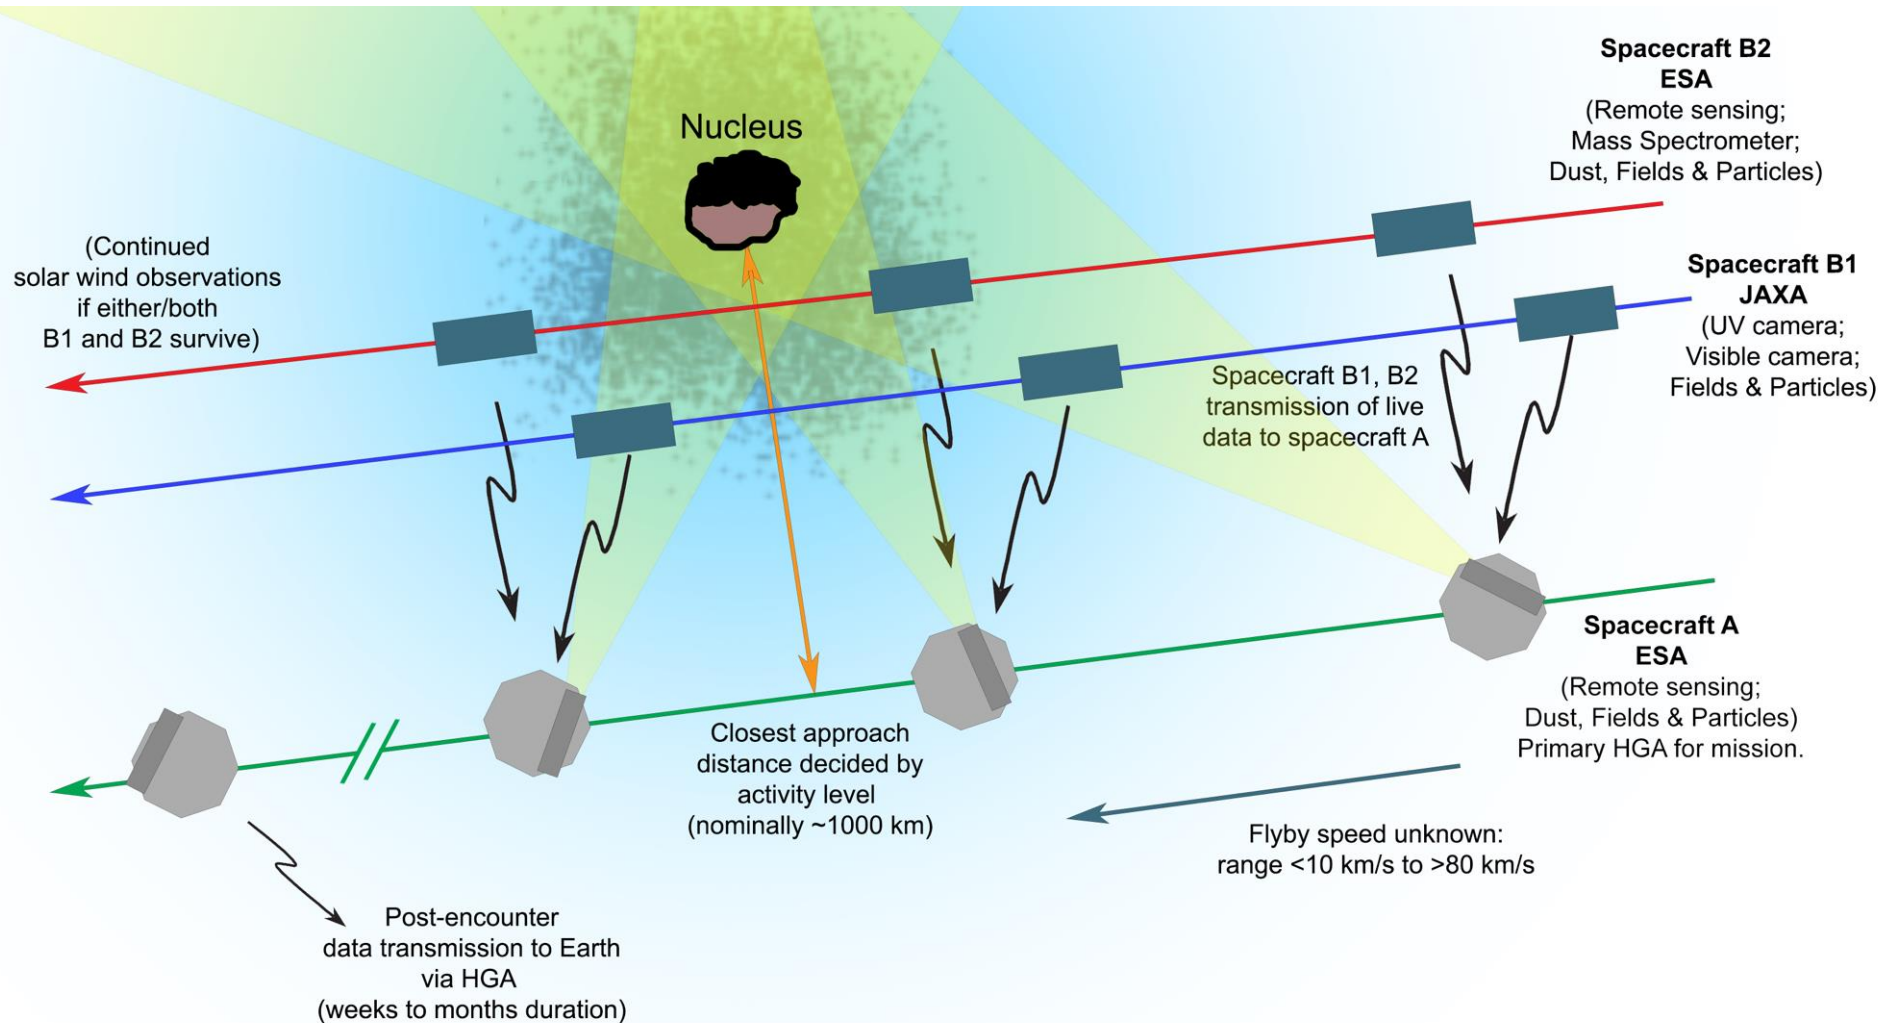 Spacecraft B2
ESA
(Remote sensing;
Mass Spectrometer;
Dust, Fields & Particles)
Nucleus
(Continued
solar wind observations
if either/both
B1 and B2 survive)
Spacecraft B1
JAXA
(UV camera;
Visible camera;
Fields & Particles)
Spacecraft B1, B2
transmission of live
data to spacecraft A
Spacecraft A
ESA
(Remote sensing;
Dust, Fields & Particles)
Primary HGA for mission.
Closest approach
distance decided by
activity level
(nominally ~1000 km)
Flyby speed unknown:
range <10 km/s to >80 km/s
Post-encounter
data transmission to Earth
via HGA
(weeks to months duration)